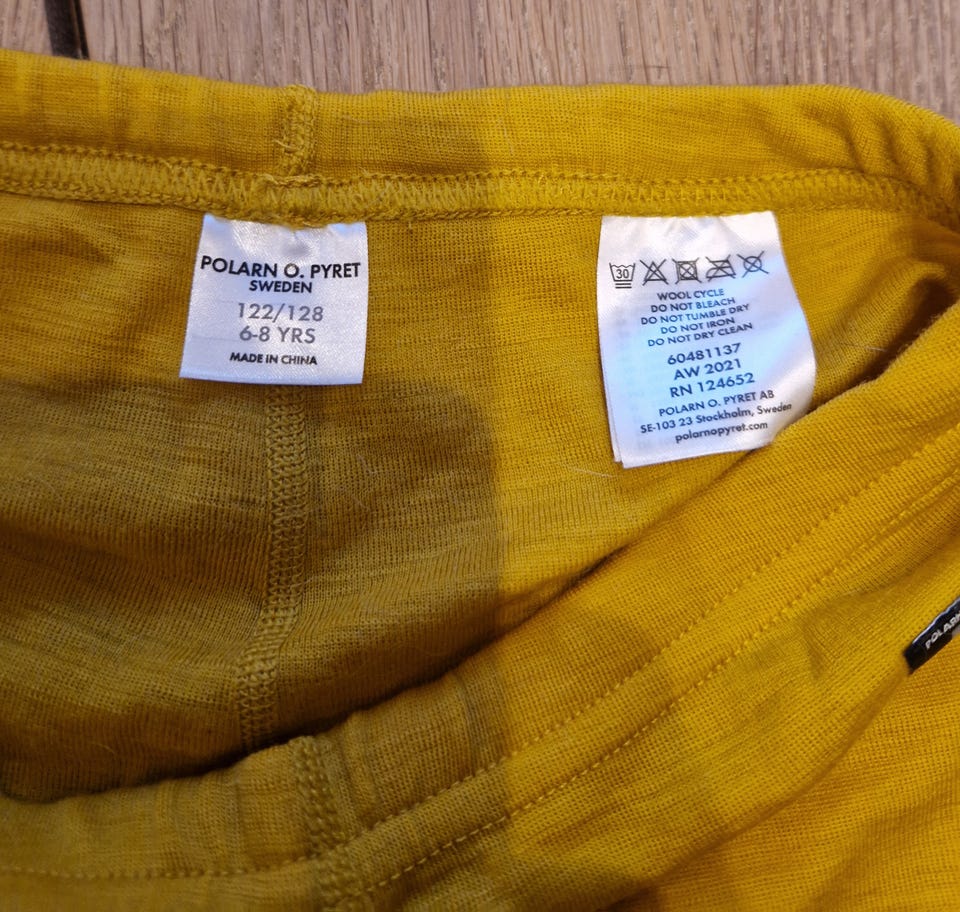 POLARN O. PYRET
SWEDEN
122/128
6-8 YRS
MADE IN CHINA
30
WOOL CYCLE
DO NOT BLEACH
DO NOT TUMBLE DRY
DO NOT IRON
DO NOT DRY CLEAN
60481137
AW 2021
RN 124652
POLARN O. PYRET AB
SE-103 23 Stockholm, Sweden
polarnopyret.com
POLARN